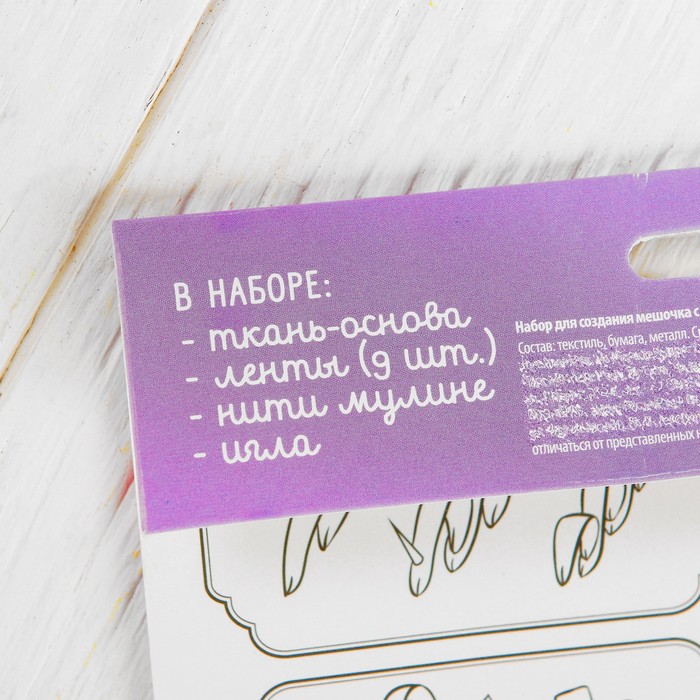 В НАБОРЕ:
- ткань-основа
- ленты (9 шт.)
- нити мулине
- игла
Набор для создания мешочка с
Состав: текстиль, бумага, металл.
отличаться от представленных